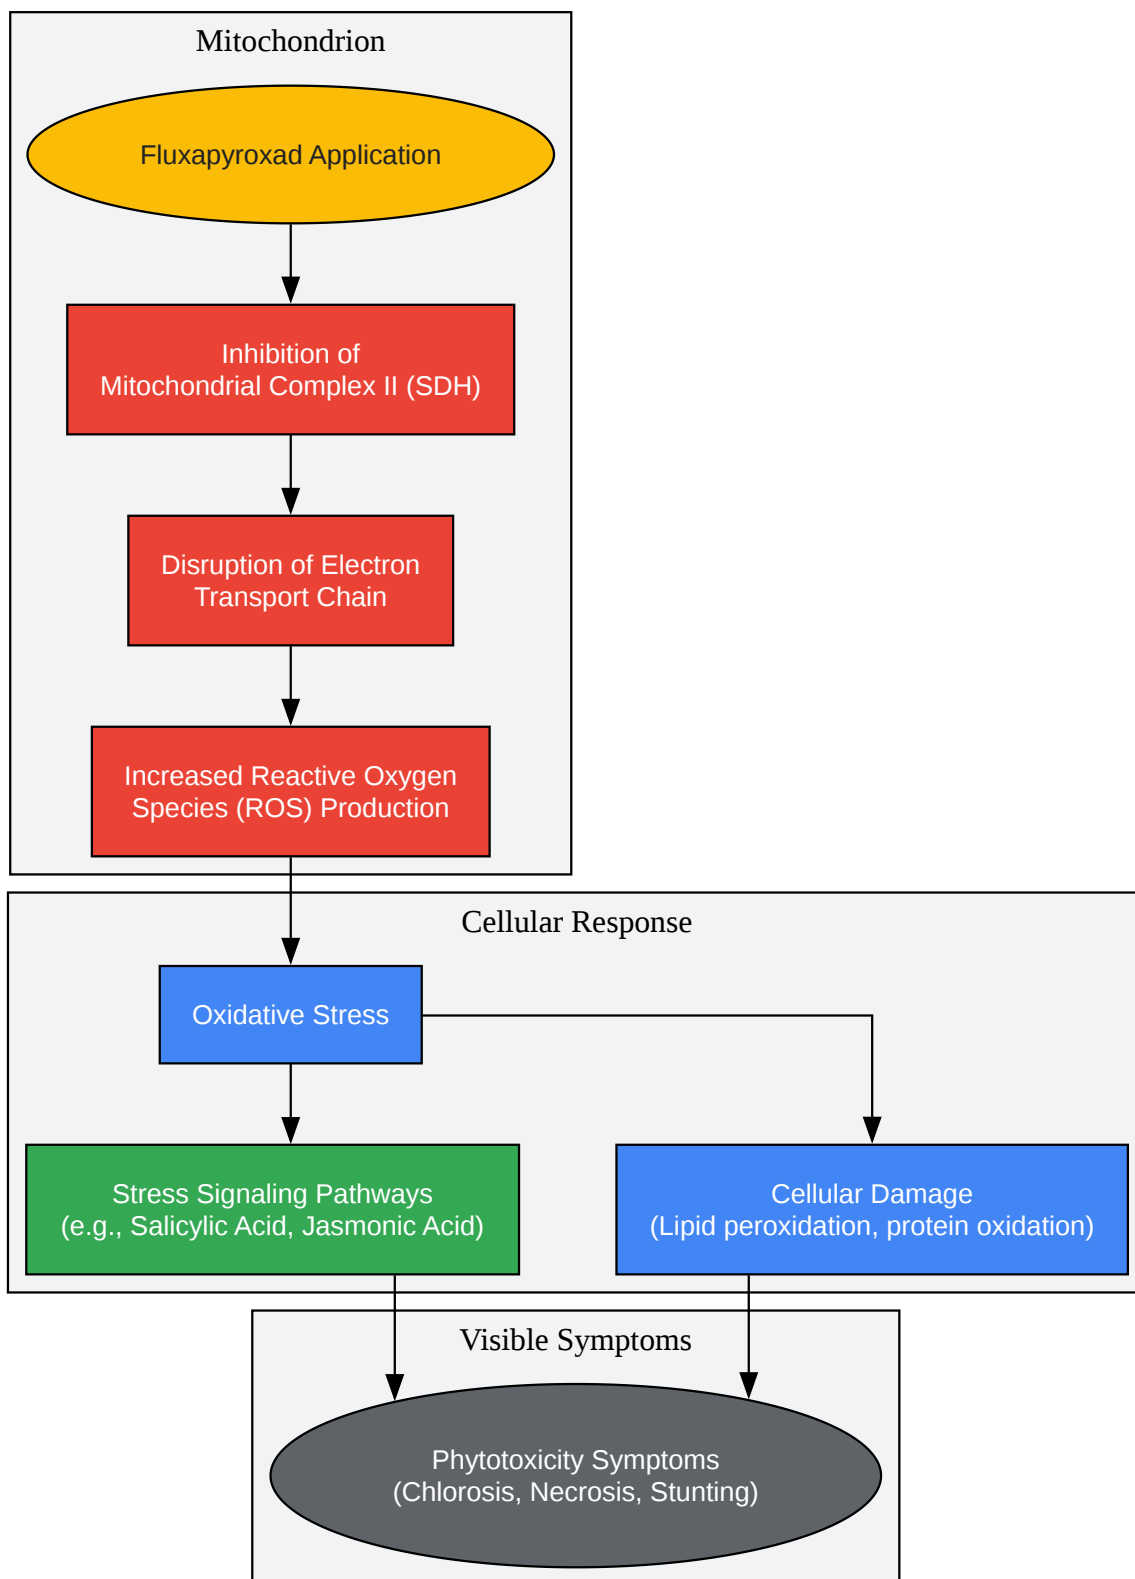 Mitochondrion
Fluxapyroxad Application
Inhibition of
Mitochondrial Complex II (SDH)
Disruption of Electron
Transport Chain
Increased Reactive Oxygen
Species (ROS) Production
Cellular Response
Oxidative Stress
Stress Signaling Pathways
(e.g., Salicylic Acid, Jasmonic Acid)
Cellular Damage
(Lipid peroxidation, protein oxidation)
Visible Symptoms
Phytotoxicity Symptoms
(Chlorosis, Necrosis, Stunting)